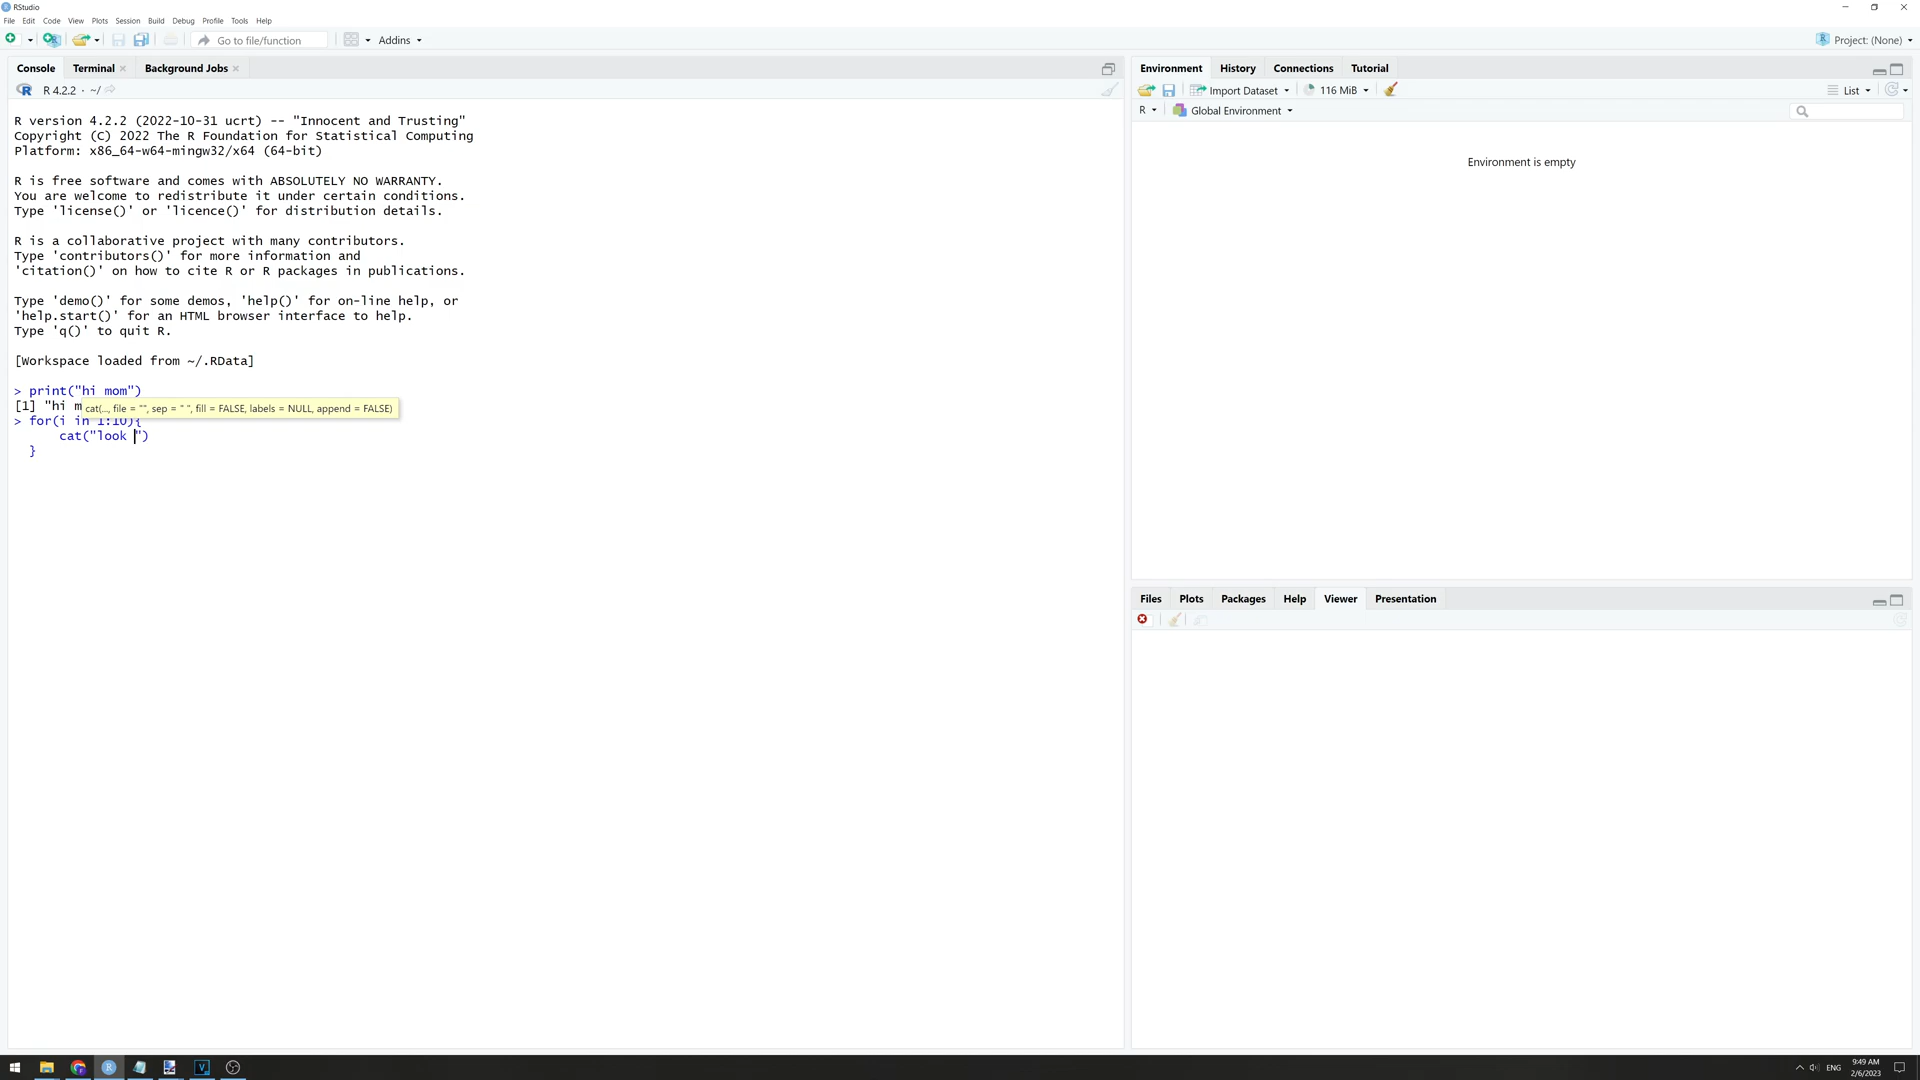 RStudio
File Edit Code View Plots Session Build Debug Profile Tools Help
Go to file/function Addins Project: (None)
Console Terminal Background Jobs
R 4.2.2 · ~/
R version 4.2.2 (2022-10-31 ucrt) -- "Innocent and Trusting"
Copyright (C) 2022 The R Foundation for Statistical Computing
Platform: x86_64-w64-mingw32/x64 (64-bit)
R is free software and comes with ABSOLUTELY NO WARRANTY.
You are welcome to redistribute it under certain conditions.
Type 'license()' or 'licence()' for distribution details.
R is a collaborative project with many contributors.
Type 'contributors()' for more information and
'citation()' on how to cite R or R packages in publications.
Type 'demo()' for some demos, 'help()' for on-line help, or
'help.start()' for an HTML browser interface to help.
Type 'q()' to quit R.
[Workspace loaded from ~/.RData]
> print("hi mom")
[1] "hi m
cat(..., file = "", sep = " ", fill = FALSE, labels = NULL, append = FALSE)
> for(i in 1:10){
cat("look ")
}
Environment History Connections Tutorial
Import Dataset 116 MiB List
R Global Environment
Environment is empty
Files Plots Packages Help Viewer Presentation
ENG
9:49 AM
2/6/2023